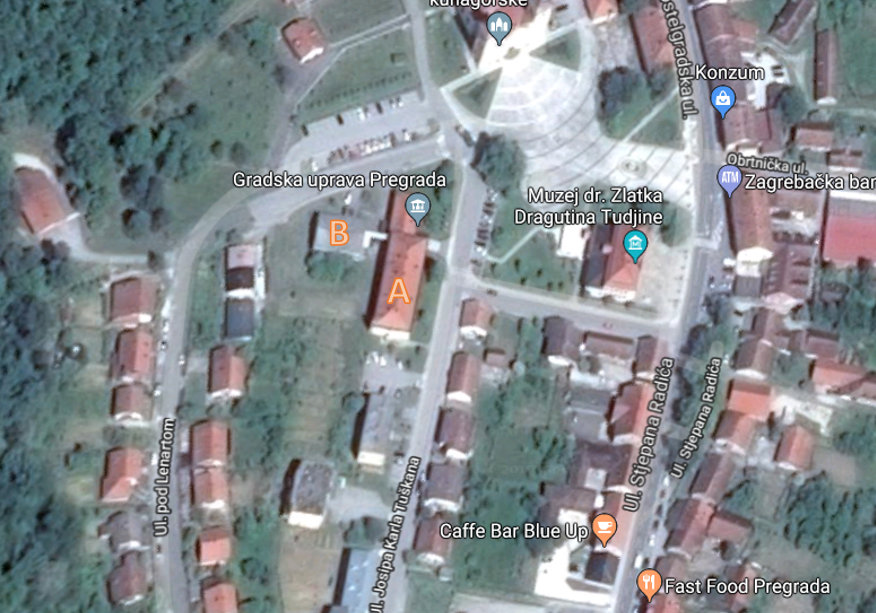 kunagorske
Kostelgradska ul.
Konzum
Obrtnička ul.
ATM
Zagrebačka ban
Gradska uprava Pregrada
Muzej dr. Zlatka
Dragutina Tudjine
B
A
Ul. Stjepana Radića
Ul. Stjepana Radića
Ul. pod Lenartom
Ul. Josipa Karla Tuškana
Caffe Bar Blue Up
Fast Food Pregrada